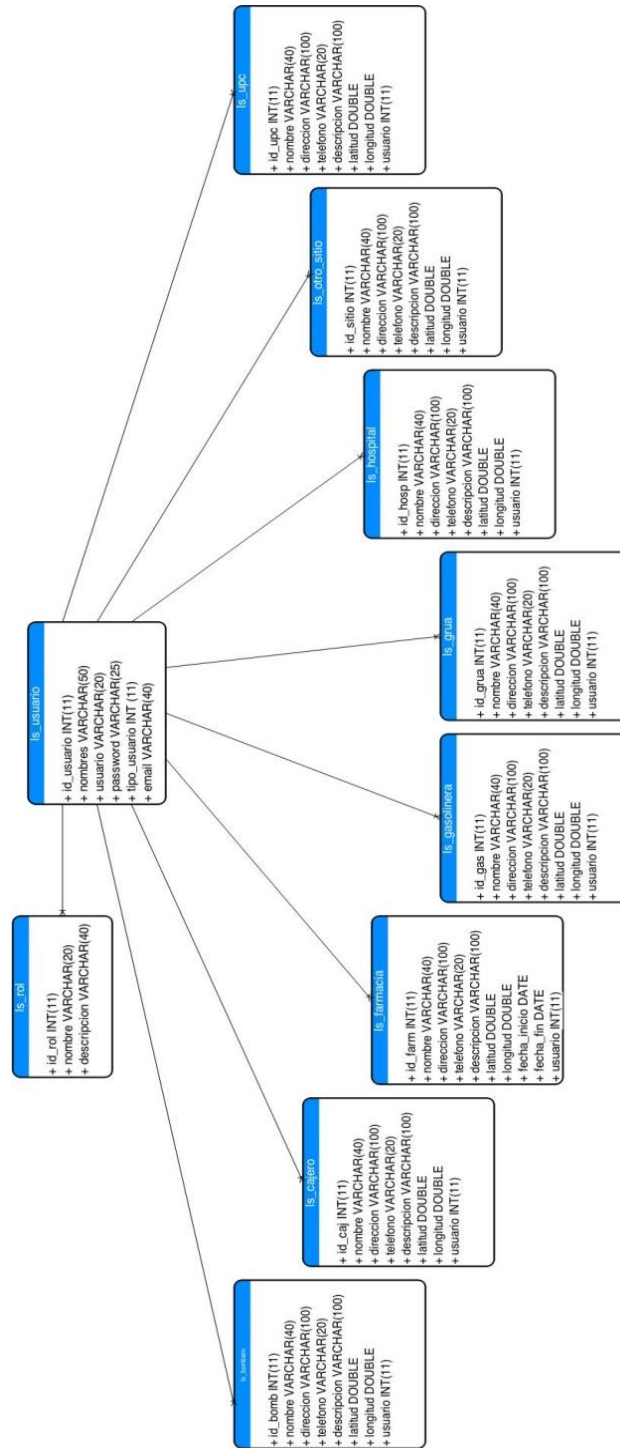 ls_rol
+ id_rol INT(11)
+ nombre VARCHAR(20)
+ descripcion VARCHAR(40)
ls_usuario
+ id_usuario INT(11)
+ nombres VARCHAR(50)
+ usuario VARCHAR(20)
+ password VARCHAR(25)
+ tipo_usuario INT (11)
+ email VARCHAR(40)
ls_bombero
+ id_bomb INT(11)
+ nombre VARCHAR(40)
+ direccion VARCHAR(100)
+ telefono VARCHAR(20)
+ descripcion VARCHAR(100)
+ latitud DOUBLE
+ longitud DOUBLE
+ usuario INT(11)
ls_cajero
+ id_caj INT(11)
+ nombre VARCHAR(40)
+ direccion VARCHAR(100)
+ telefono VARCHAR(20)
+ descripcion VARCHAR(100)
+ latitud DOUBLE
+ longitud DOUBLE
+ usuario INT(11)
ls_farmacia
+ id_farm INT(11)
+ nombre VARCHAR(40)
+ direccion VARCHAR(100)
+ telefono VARCHAR(20)
+ descripcion VARCHAR(100)
+ latitud DOUBLE
+ longitud DOUBLE
+ fecha_inicio DATE
+ fecha_fin DATE
+ usuario INT(11)
ls_gasolinera
+ id_gas INT(11)
+ nombre VARCHAR(40)
+ direccion VARCHAR(100)
+ telefono VARCHAR(20)
+ descripcion VARCHAR(100)
+ latitud DOUBLE
+ longitud DOUBLE
+ usuario INT(11)
ls_grua
+ id_grua INT(11)
+ nombre VARCHAR(40)
+ direccion VARCHAR(100)
+ telefono VARCHAR(20)
+ descripcion VARCHAR(100)
+ latitud DOUBLE
+ longitud DOUBLE
+ usuario INT(11)
ls_hospital
+ id_hosp INT(11)
+ nombre VARCHAR(40)
+ direccion VARCHAR(100)
+ telefono VARCHAR(20)
+ descripcion VARCHAR(100)
+ latitud DOUBLE
+ longitud DOUBLE
+ usuario INT(11)
ls_otro_sitio
+ id_sitio INT(11)
+ nombre VARCHAR(40)
+ direccion VARCHAR(100)
+ telefono VARCHAR(20)
+ descripcion VARCHAR(100)
+ latitud DOUBLE
+ longitud DOUBLE
+ usuario INT(11)
ls_upc
+ id_upc INT(11)
+ nombre VARCHAR(40)
+ direccion VARCHAR(100)
+ telefono VARCHAR(20)
+ descripcion VARCHAR(100)
+ latitud DOUBLE
+ longitud DOUBLE
+ usuario INT(11)